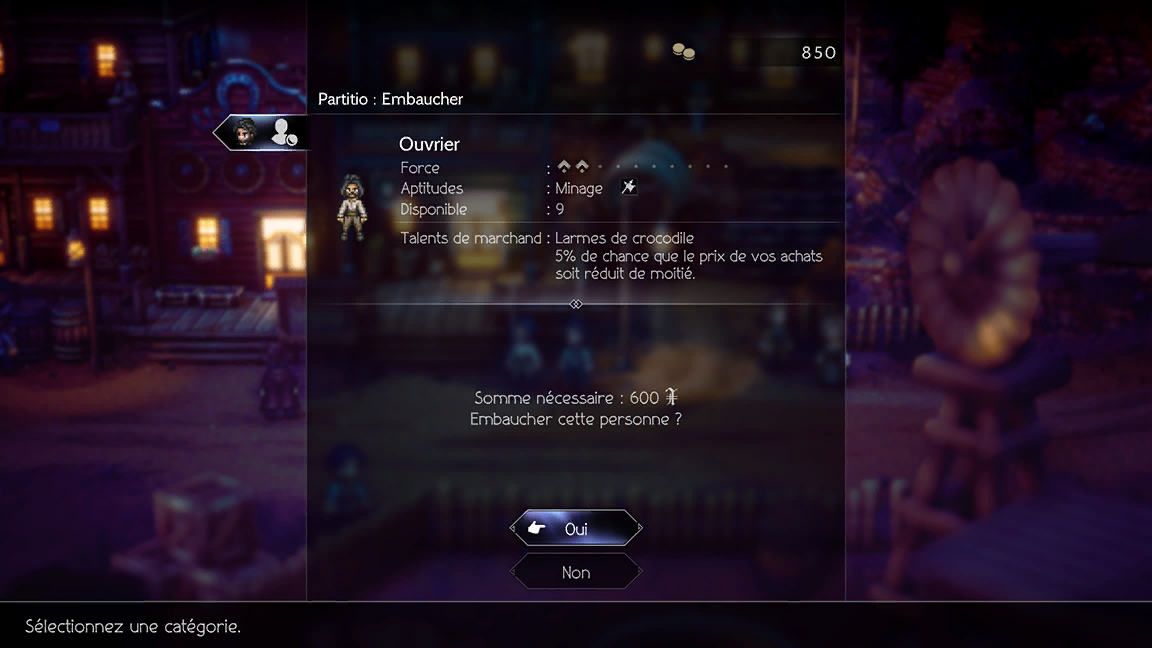 850
Partitio : Embaucher
Ouvrier
Force :
Aptitudes : Minage
Disponible : 9
Talents de marchand : Larmes de crocodile
5% de chance que le prix de vos achats
soit réduit de moitié.
Somme nécessaire : 600
Embaucher cette personne ?
Oui
Non
Sélectionnez une catégorie.